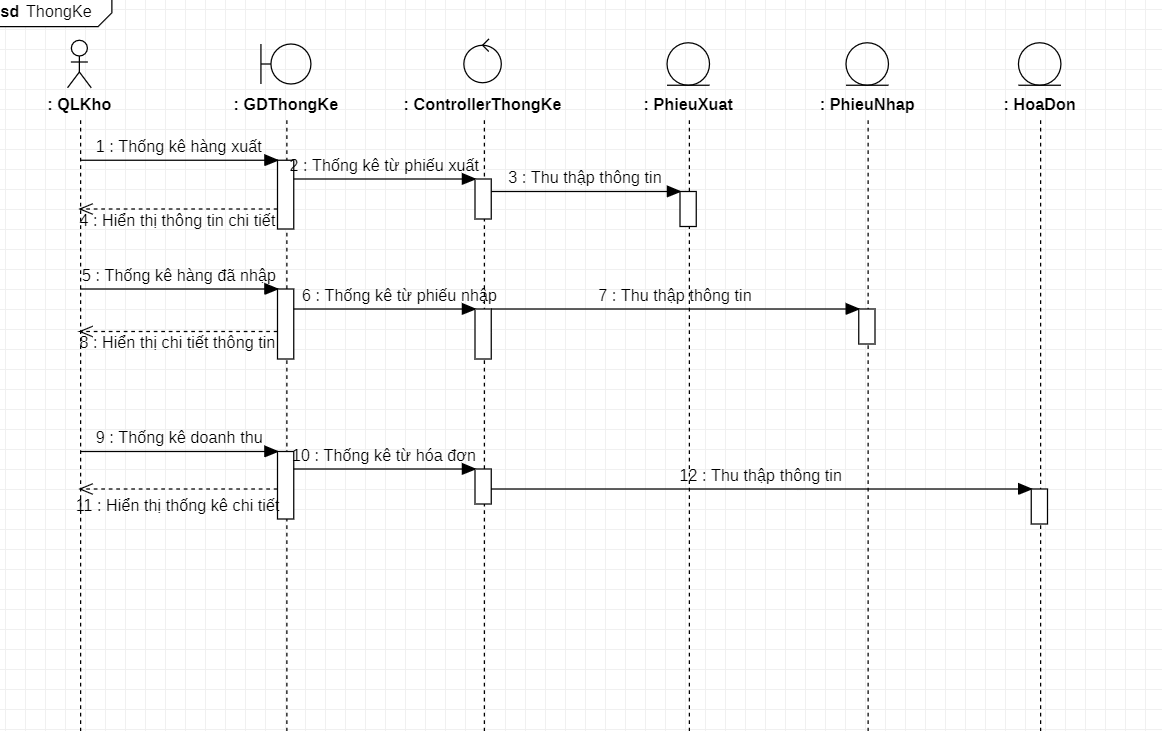 sd ThongKe
: QLKho
: GDThongKe
: ControllerThongKe
: PhieuXuat
: PhieuNhap
: HoaDon
1 : Thống kê hàng xuất
2 : Thống kê từ phiếu xuất
3 : Thu thập thông tin
4 : Hiển thị thông tin chi tiết
5 : Thống kê hàng đã nhập
6 : Thống kê từ phiếu nhập
7 : Thu thập thông tin
8 : Hiển thị chi tiết thông tin
9 : Thống kê doanh thu
10 : Thống kê từ hóa đơn
12 : Thu thập thông tin
11 : Hiển thị thống kê chi tiết